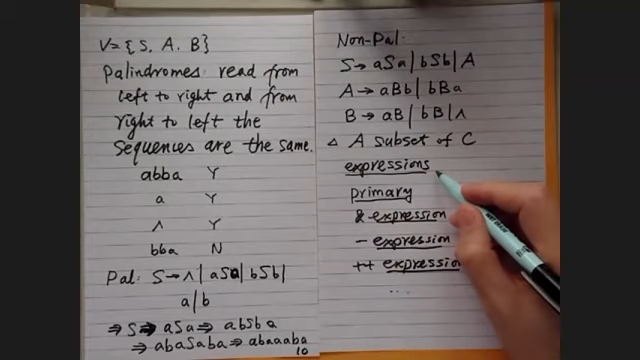 V={S, A, B}
Palindromes: read from
left to right and from
right to left the
sequences are the same.
abba Y
a Y
Λ Y
bba N
Pal: S→Λ|aSa|bSb|
a|b
⇒S⇒aSa⇒abSba
⇒abaSaba⇒abaaaba
10
Non-Pal:
S→aSa|bSb|A
A→aBb|bBa
B→aB|bB|Λ
△ A subset of C
expressions
primary
& expression
- expression
++ expression
.....